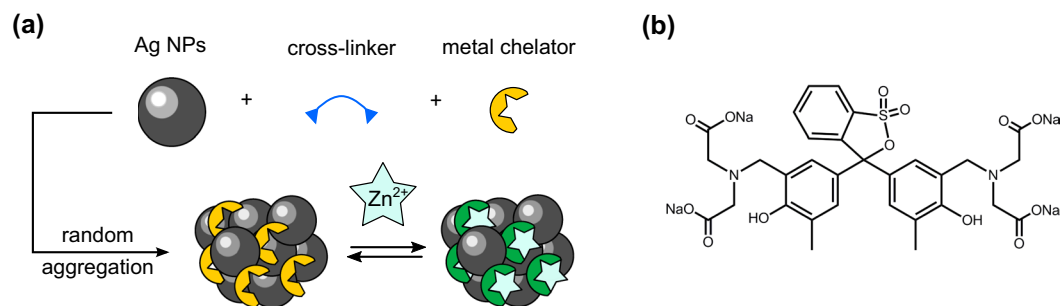 (a)
Ag NPs
cross-linker
metal chelator
+
+
Zn2+
random
aggregation
(b)
O
O
S
O
ONa
O
N
NaO
O
HO
ONa
O
N
ONa
O
OH